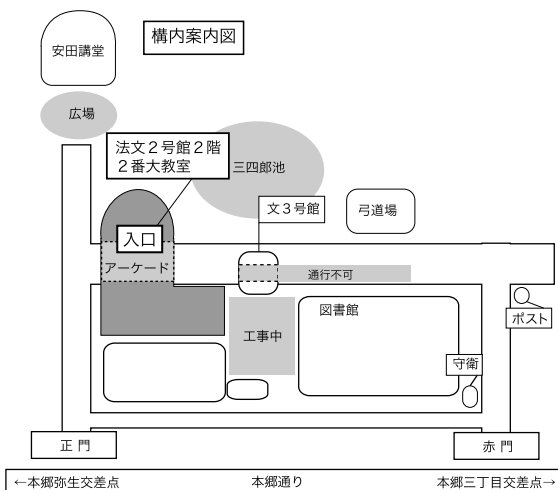 構内案内図
安田講堂
広場
法文２号館２階
２番大教室
三四郎池
文３号館
弓道場
入口
アーケード
通行不可
図書館
ポスト
工事中
守衛
正 門
赤 門
←本郷弥生交差点
本郷通り
本郷三丁目交差点→